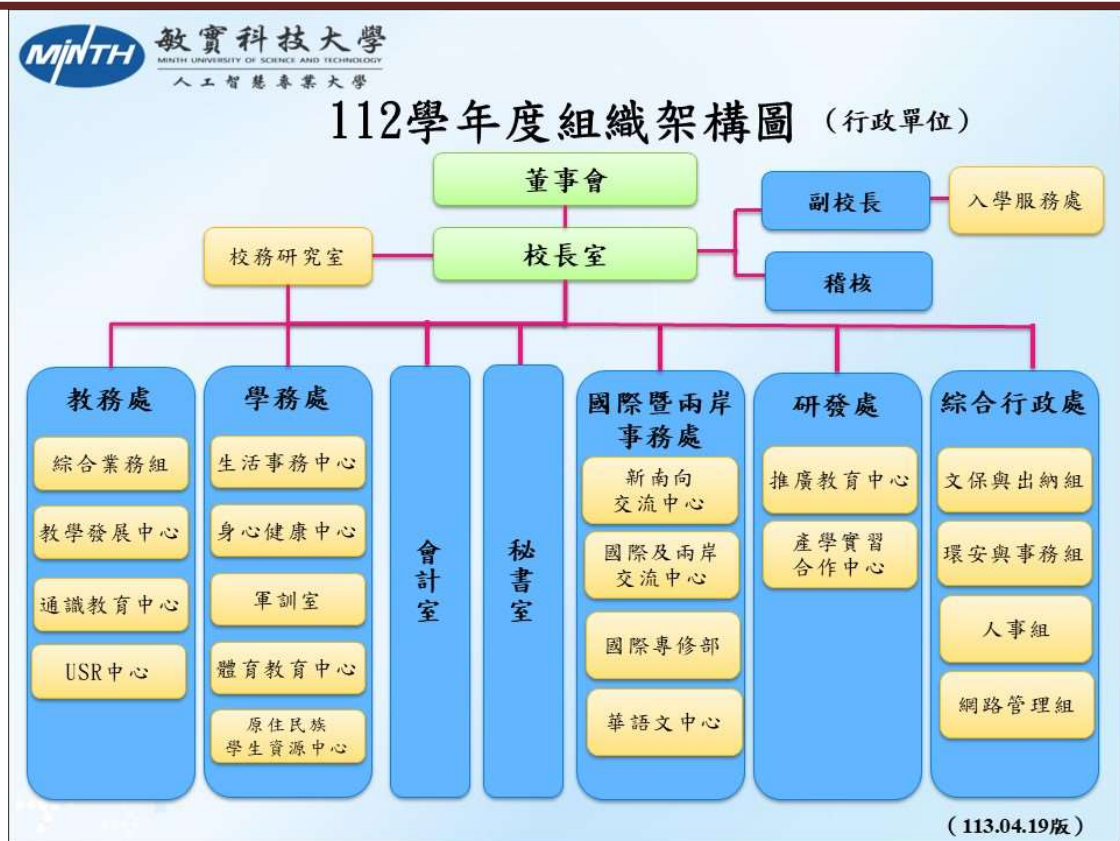 MiNTH
敏實科技大學
MINTH UNIVERSITY OF SCIENCE AND TECHNOLOGY
人工智慧專業大學
112學年度組織架構圖 (行政單位)
董事會
副校長
入學服務處
校務研究室
校長室
稽核
教務處
綜合業務組
教學發展中心
通識教育中心
USR中心
學務處
生活事務中心
身心健康中心
軍訓室
體育教育中心
原住民族
學生資源中心
會計室
秘書室
國際暨兩岸
事務處
新南向
交流中心
國際及兩岸
交流中心
國際專修部
華語文中心
研發處
推廣教育中心
產學實習
合作中心
綜合行政處
文保與出納組
環安與事務組
人事組
網路管理組
(113.04.19版)